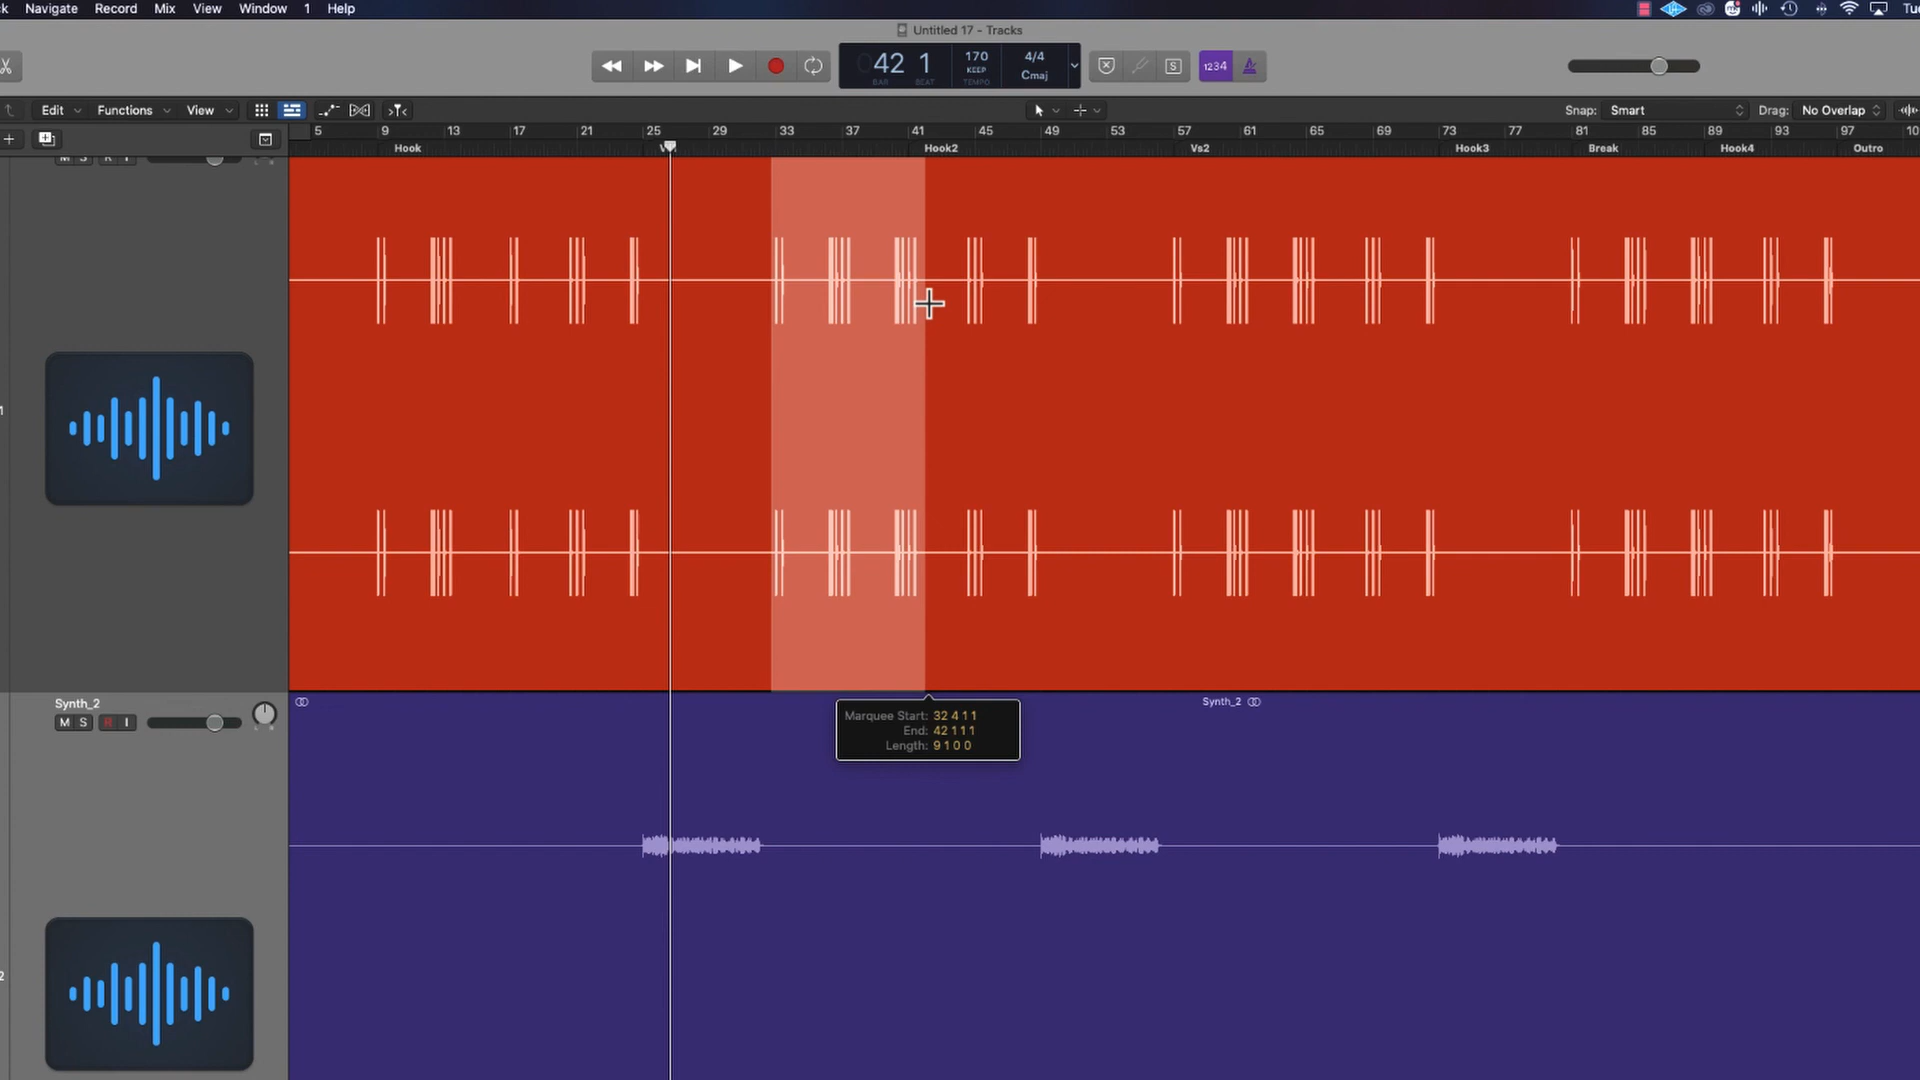 Navigate Record Mix View Window 1 Help
Untitled 17 - Tracks
42 1 170 KEEP 4/4 Cmaj
BAR BEAT TEMPO
S 1234
Edit Functions View Snap: Smart Drag: No Overlap
5 9 13 17 21 25 29 33 37 41 45 49 53 57 61 65 69 73 77 81 85 89 93 97
Hook Hook2 Vs2 Hook3 Break Hook4 Outro
M S R I
1
Synth_2
M S R I
Synth_2
Marquee Start: 32 4 1 1
End: 42 1 1 1
Length: 9 1 0 0
2